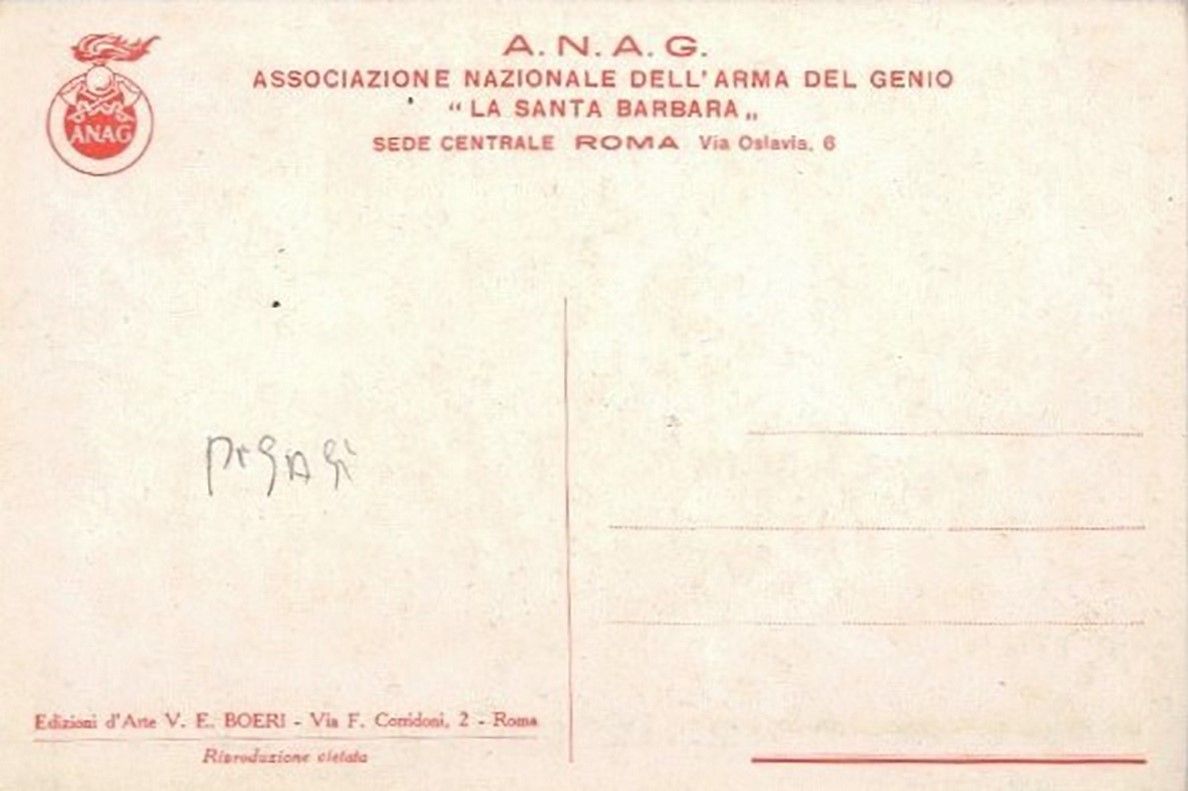 A. N. A. G.
ASSOCIAZIONE NAZIONALE DELL'ARMA DEL GENIO
"LA SANTA BARBARA„
SEDE CENTRALE ROMA Via Oslavia, 6
ANAG
Edizioni d'Arte V. E. BOERI - Via F. Corridoni, 2 - Roma
Riproduzione vietata